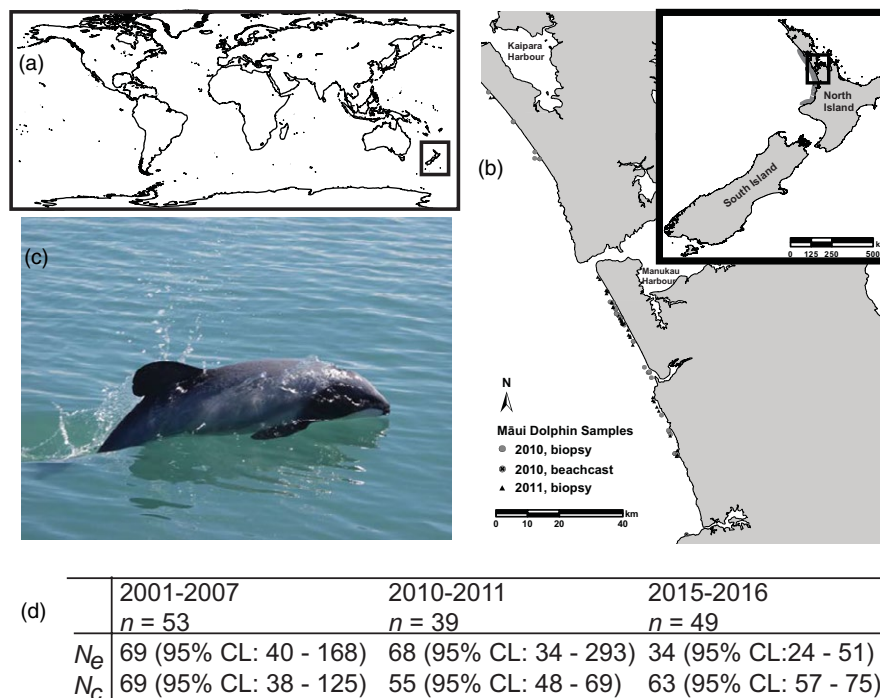 (a)
(b)
Kaipara
Harbour
North
Island
South Island
km
0 125 250 500
Manukau
Harbour
N
Māui Dolphin Samples
2010, biopsy
2010, beachcast
2011, biopsy
km
0 10 20 40
(c)
(d)
2001-2007 2010-2011 2015-2016
n = 53 n = 39 n = 49
Ne 69 (95% CL: 40 - 168) 68 (95% CL: 34 - 293) 34 (95% CL:24 - 51)
Nc 69 (95% CL: 38 - 125) 55 (95% CL: 48 - 69) 63 (95% CL: 57 - 75)